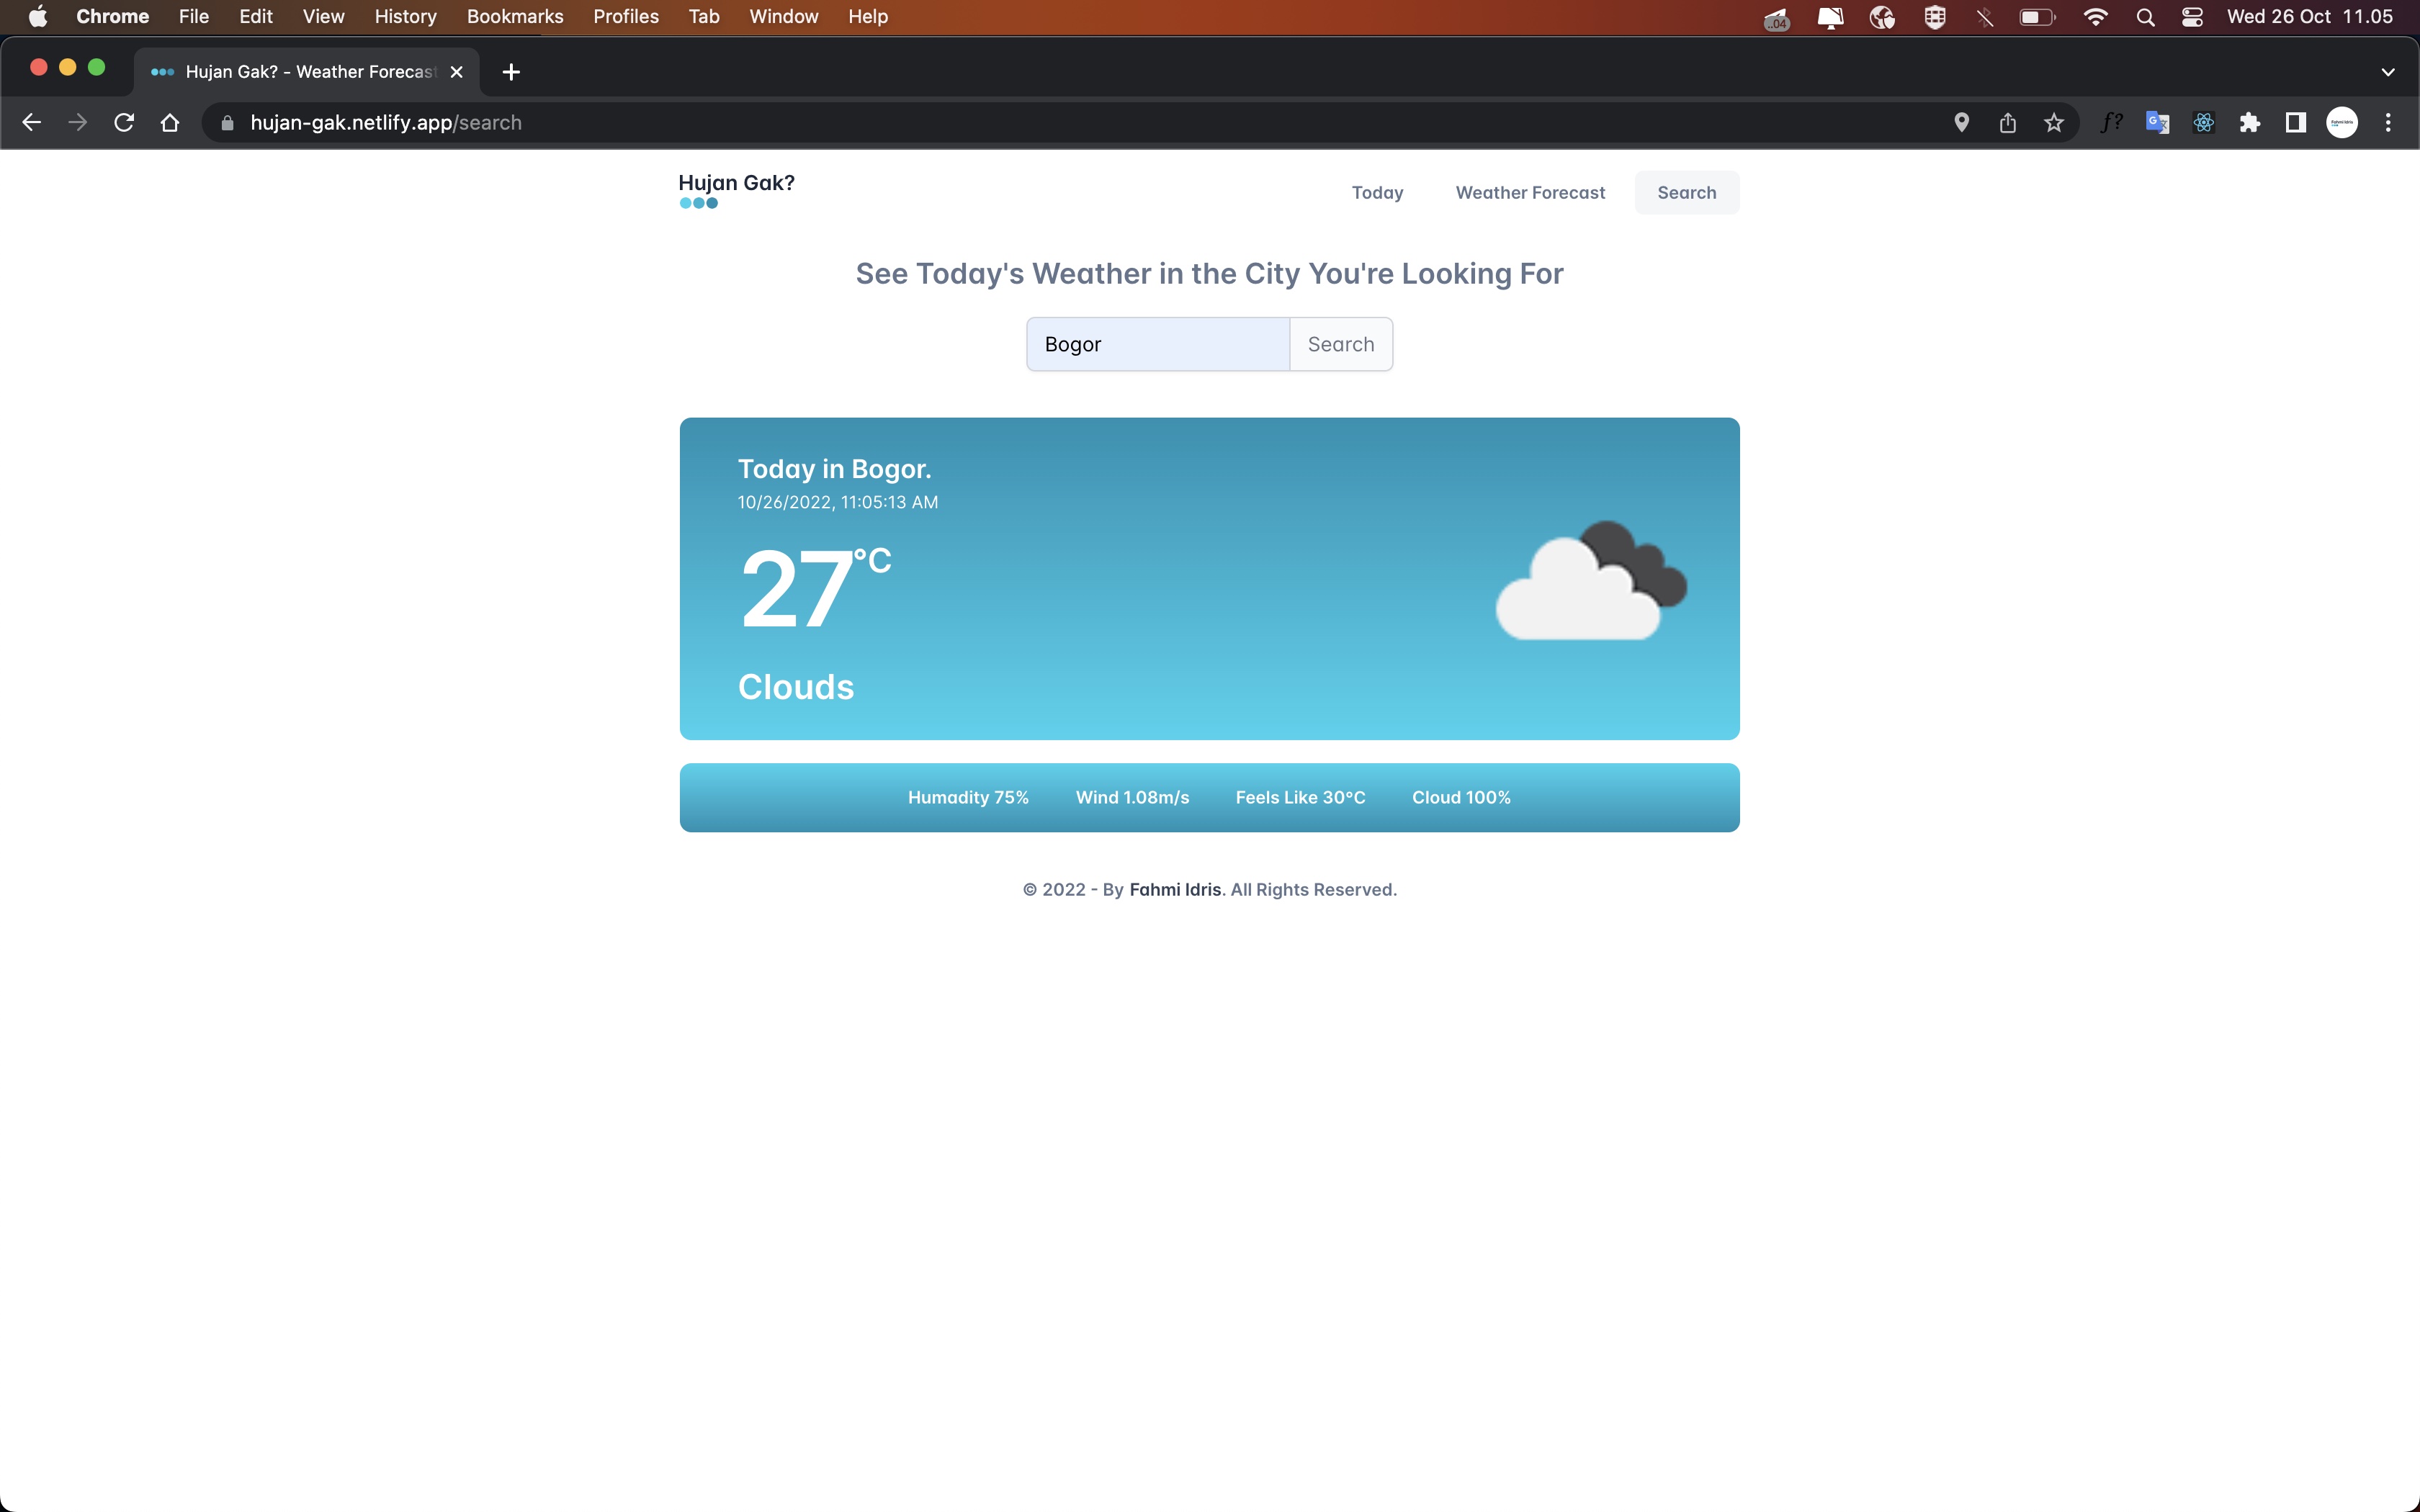 Chrome File Edit View History Bookmarks Profiles Tab Window Help .04 Wed 26 Oct 11.05
Hujan Gak? - Weather Forecast
hujan-gak.netlify.app/search
Hujan Gak?
Today Weather Forecast Search
See Today's Weather in the City You're Looking For
Bogor Search
Today in Bogor.
10/26/2022, 11:05:13 AM
27°C
Clouds
Humadity 75% Wind 1.08m/s Feels Like 30°C Cloud 100%
© 2022 - By Fahmi Idris. All Rights Reserved.